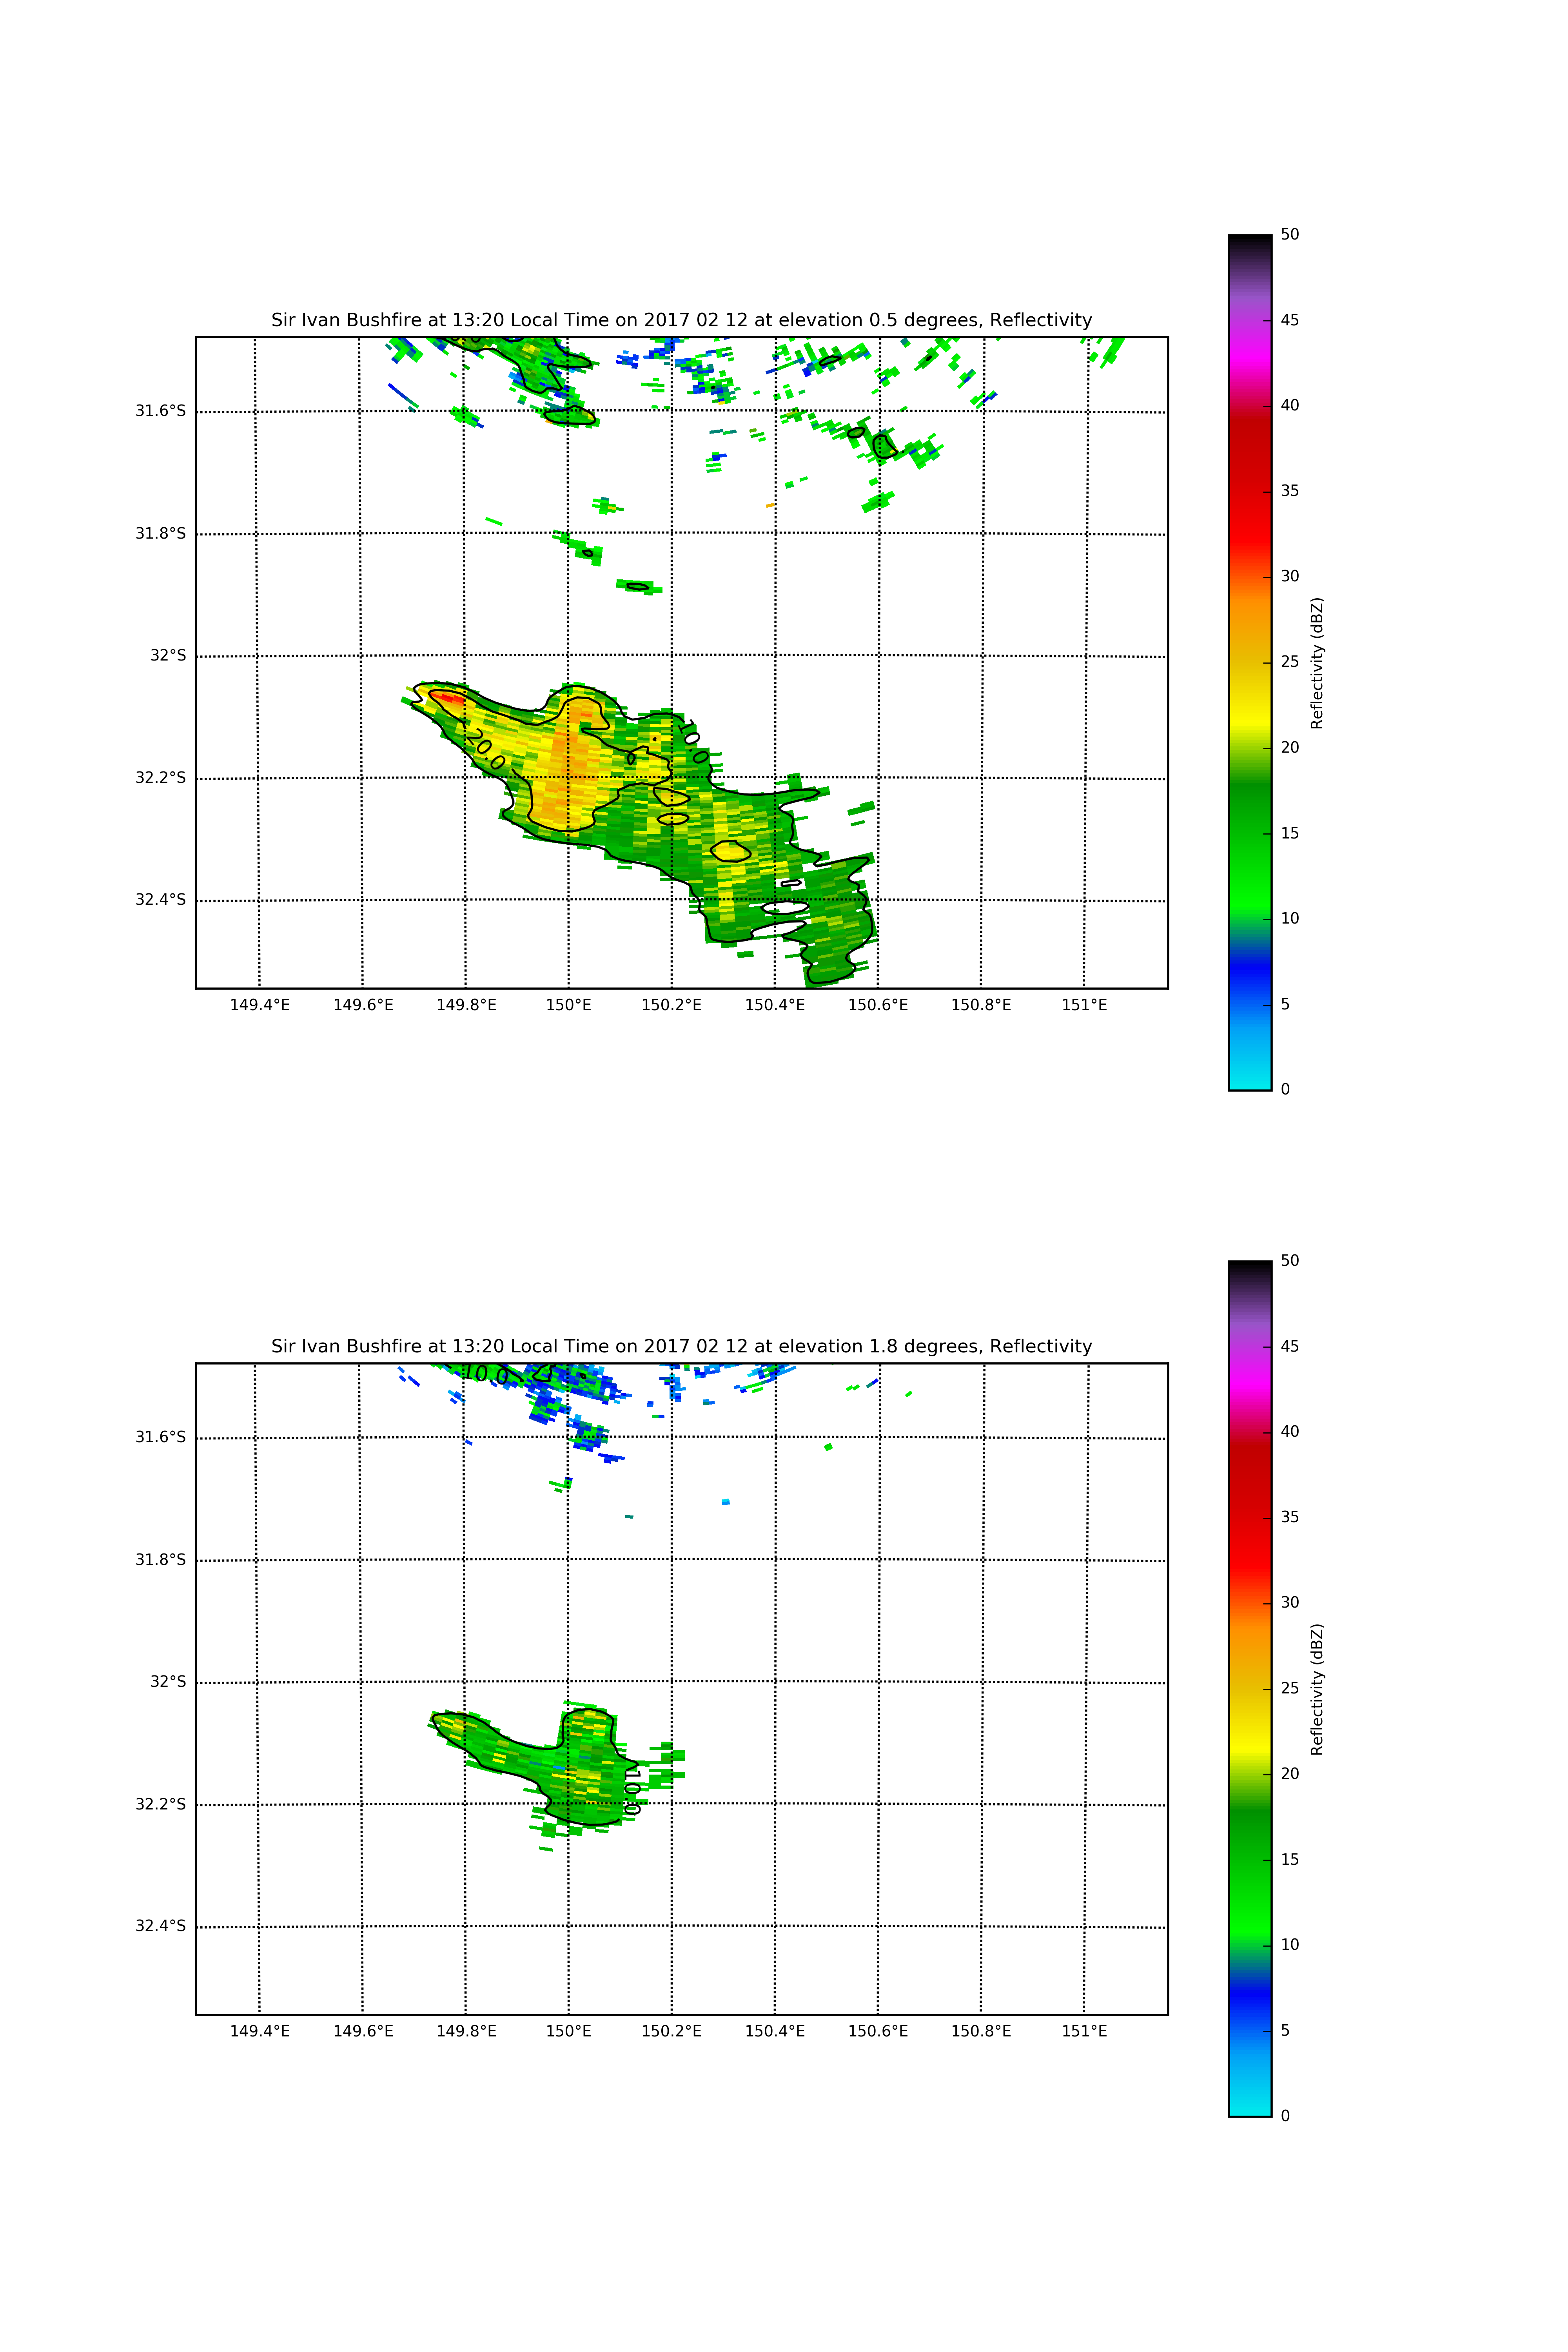 Sir Ivan Bushfire at 13:20 Local Time on 2017 02 12 at elevation 0.5 degrees, Reflectivity
31.6°S
31.8°S
32°S
32.2°S
32.4°S
149.4°E 149.6°E 149.8°E 150°E 150.2°E 150.4°E 150.6°E 150.8°E 151°E
20.0
10.0
50
45
40
35
30
25
20
15
10
5
0
Reflectivity (dBZ)
Sir Ivan Bushfire at 13:20 Local Time on 2017 02 12 at elevation 1.8 degrees, Reflectivity
10.0
31.6°S
31.8°S
32°S
32.2°S
32.4°S
10.0
149.4°E 149.6°E 149.8°E 150°E 150.2°E 150.4°E 150.6°E 150.8°E 151°E
50
45
40
35
30
25
20
15
10
5
0
Reflectivity (dBZ)